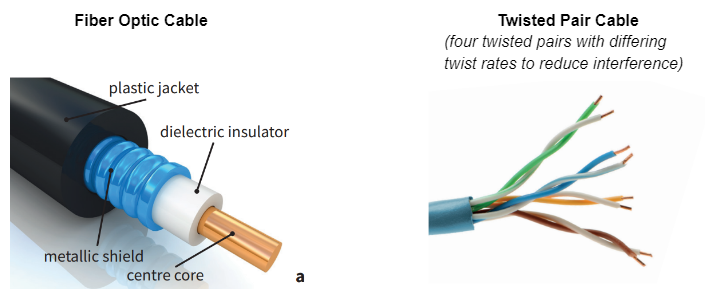 Fiber Optic Cable
Twisted Pair Cable
(four twisted pairs with differing
twist rates to reduce interference)
plastic jacket
dielectric insulator
metallic shield
centre core
a